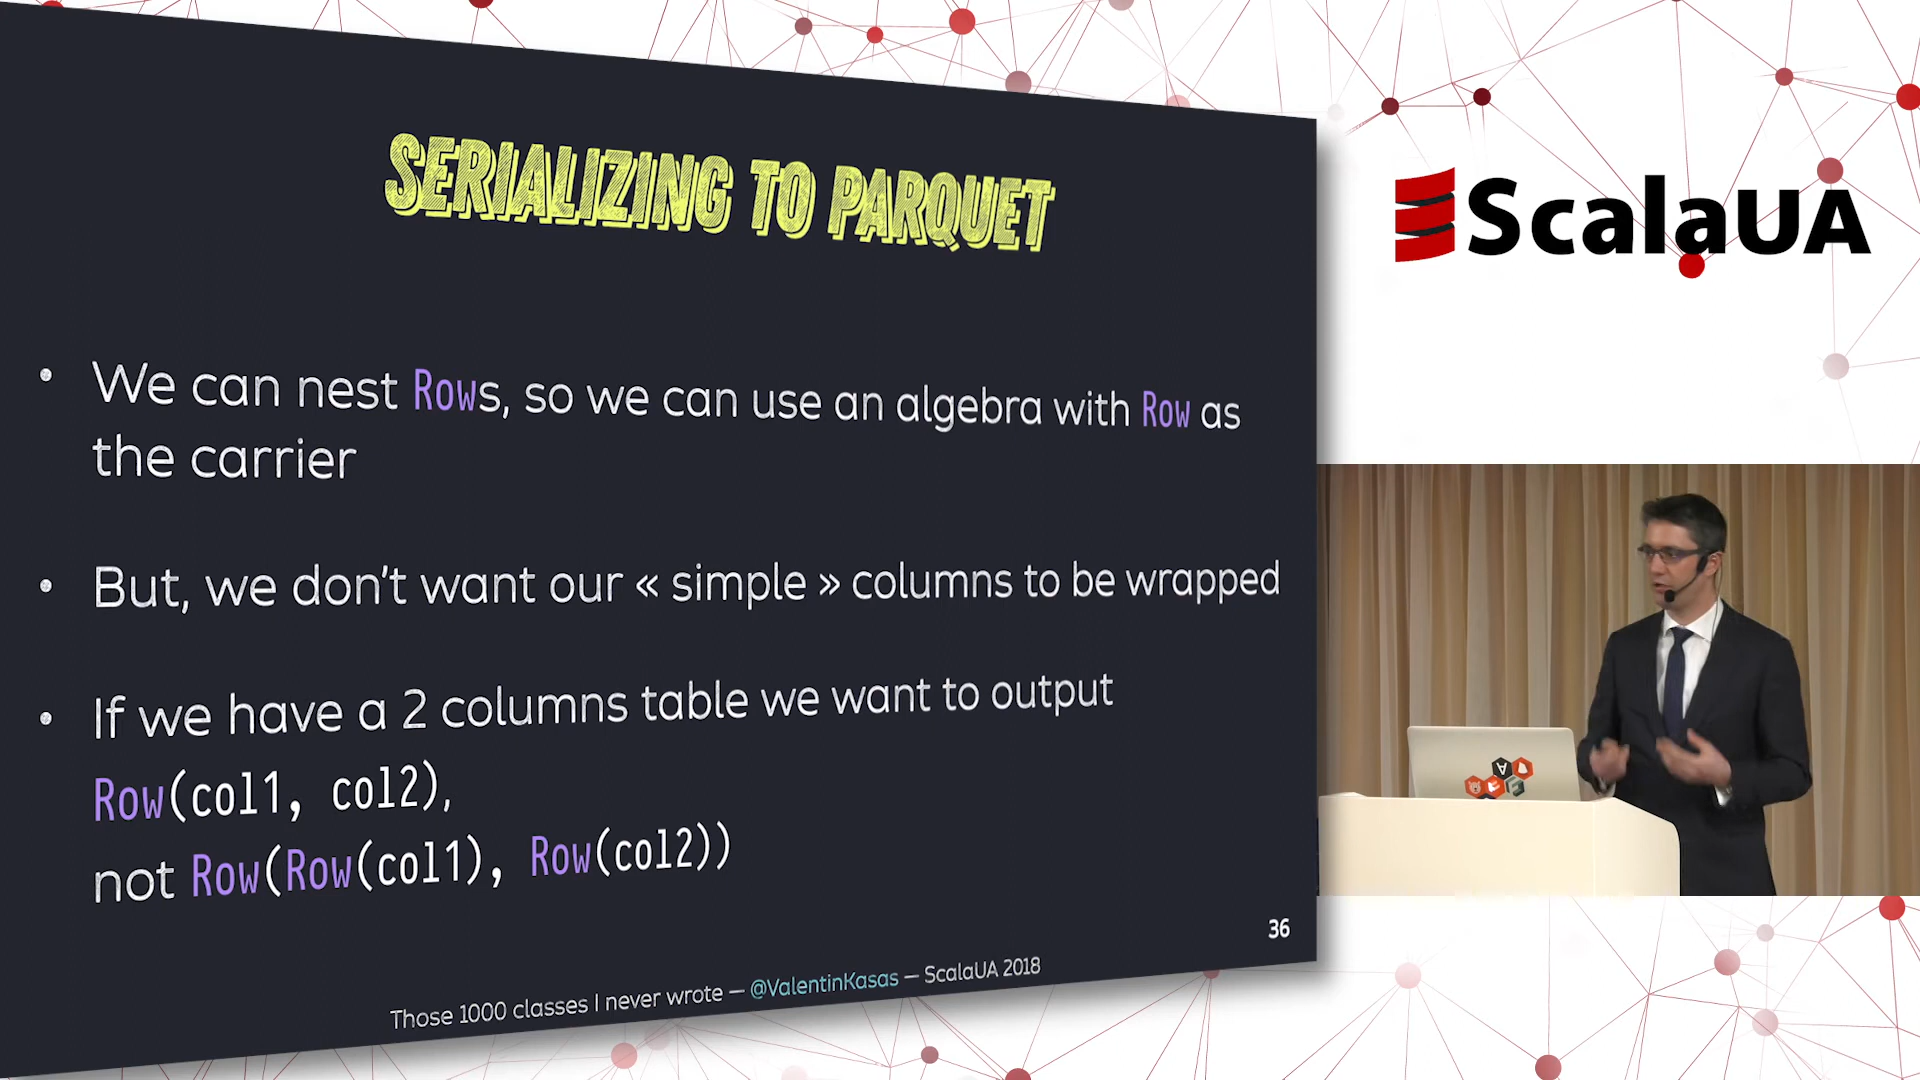 SERIALIZING TO PARQUET
• We can nest Rows, so we can use an algebra with Row as
the carrier
• But, we don't want our « simple » columns to be wrapped
• If we have a 2 columns table we want to output
Row(col1, col2),
not Row(Row(col1), Row(col2))
36
Those 1000 classes I never wrote — @ValentinKasas — ScalaUA 2018
ScalaUA